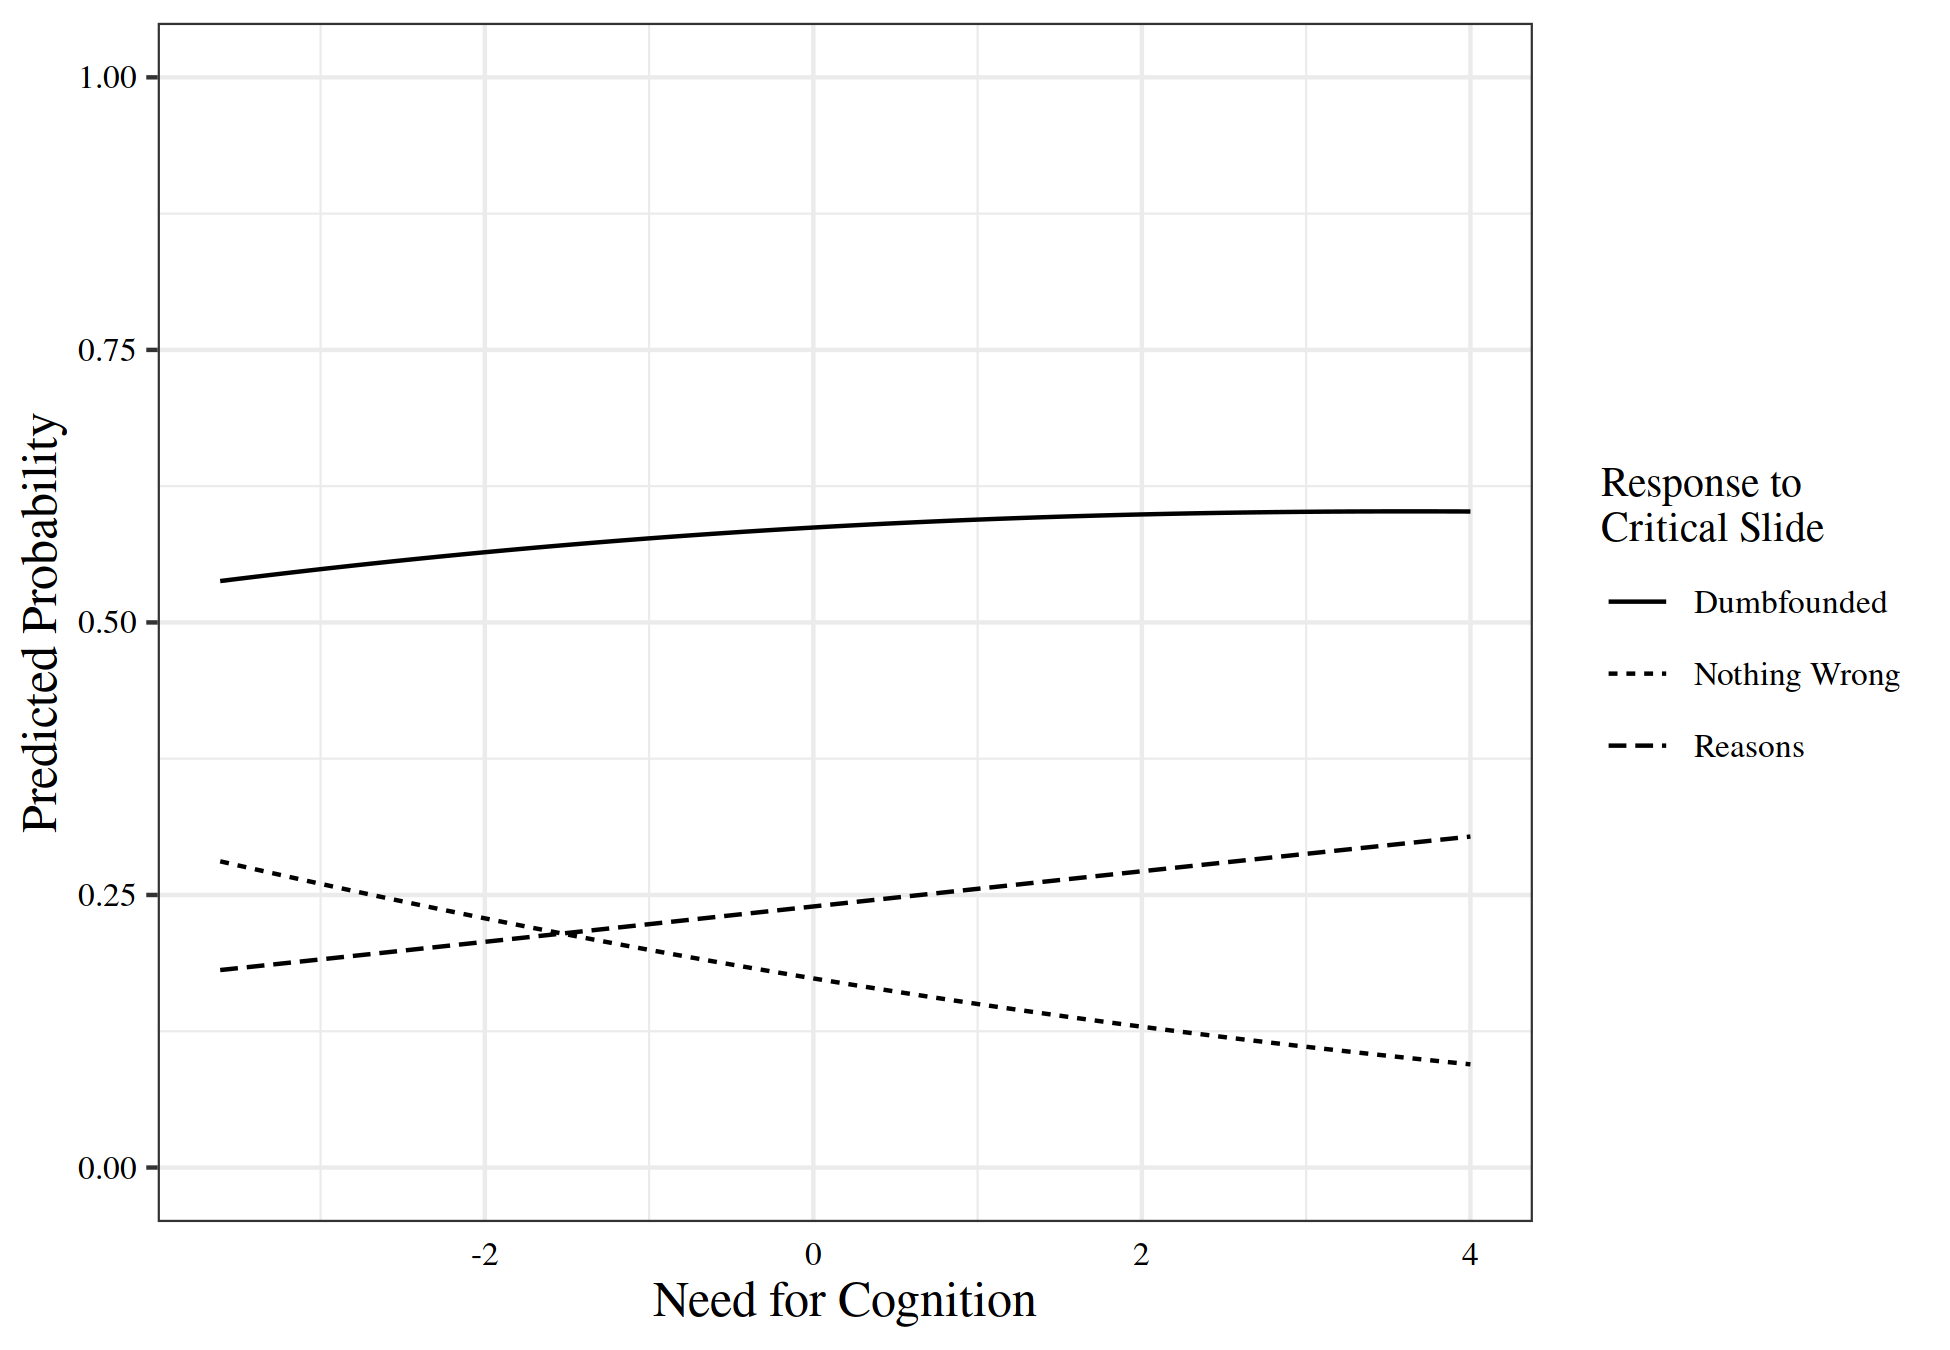 1.00
0.75
0.50
0.25
0.00
Predicted Probability
-2
0
2
4
Need for Cognition
Response to
Critical Slide
Dumbfounded
Nothing Wrong
Reasons